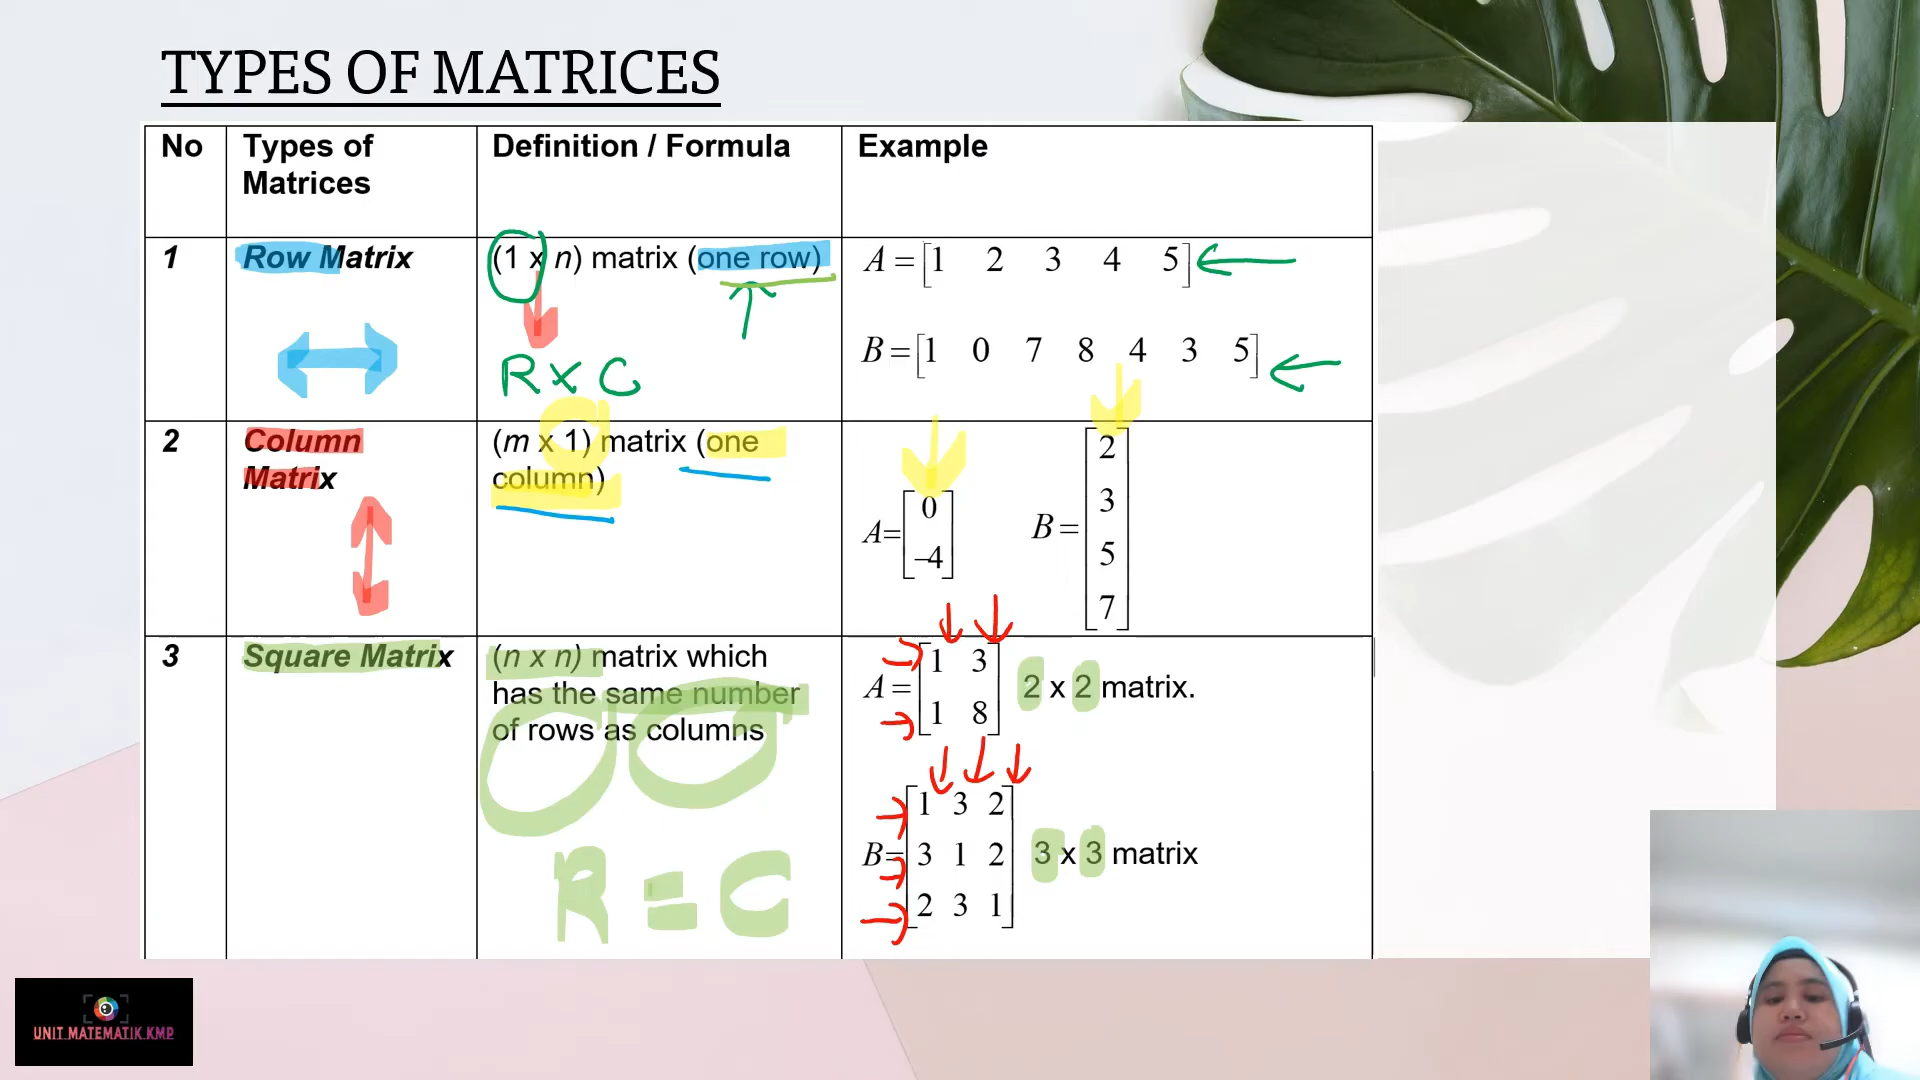 TYPES OF MATRICES
No Types of Matrices Definition / Formula Example
1 Row Matrix (1 x n) matrix (one row) A = [1 2 3 4 5]
R x C
B = [1 0 7 8 4 3 5]
2 Column Matrix (m x 1) matrix (one column)
C
A= [0
–4]
B = [2
3
5
7]
3 Square Matrix (n x n) matrix which
has the same number
of rows as columns
R = C
A = [1 3
1 8] 2 x 2 matrix.
B= [1 3 2
3 1 2
2 3 1] 3 x 3 matrix
UNIT MATEMATIK KMP